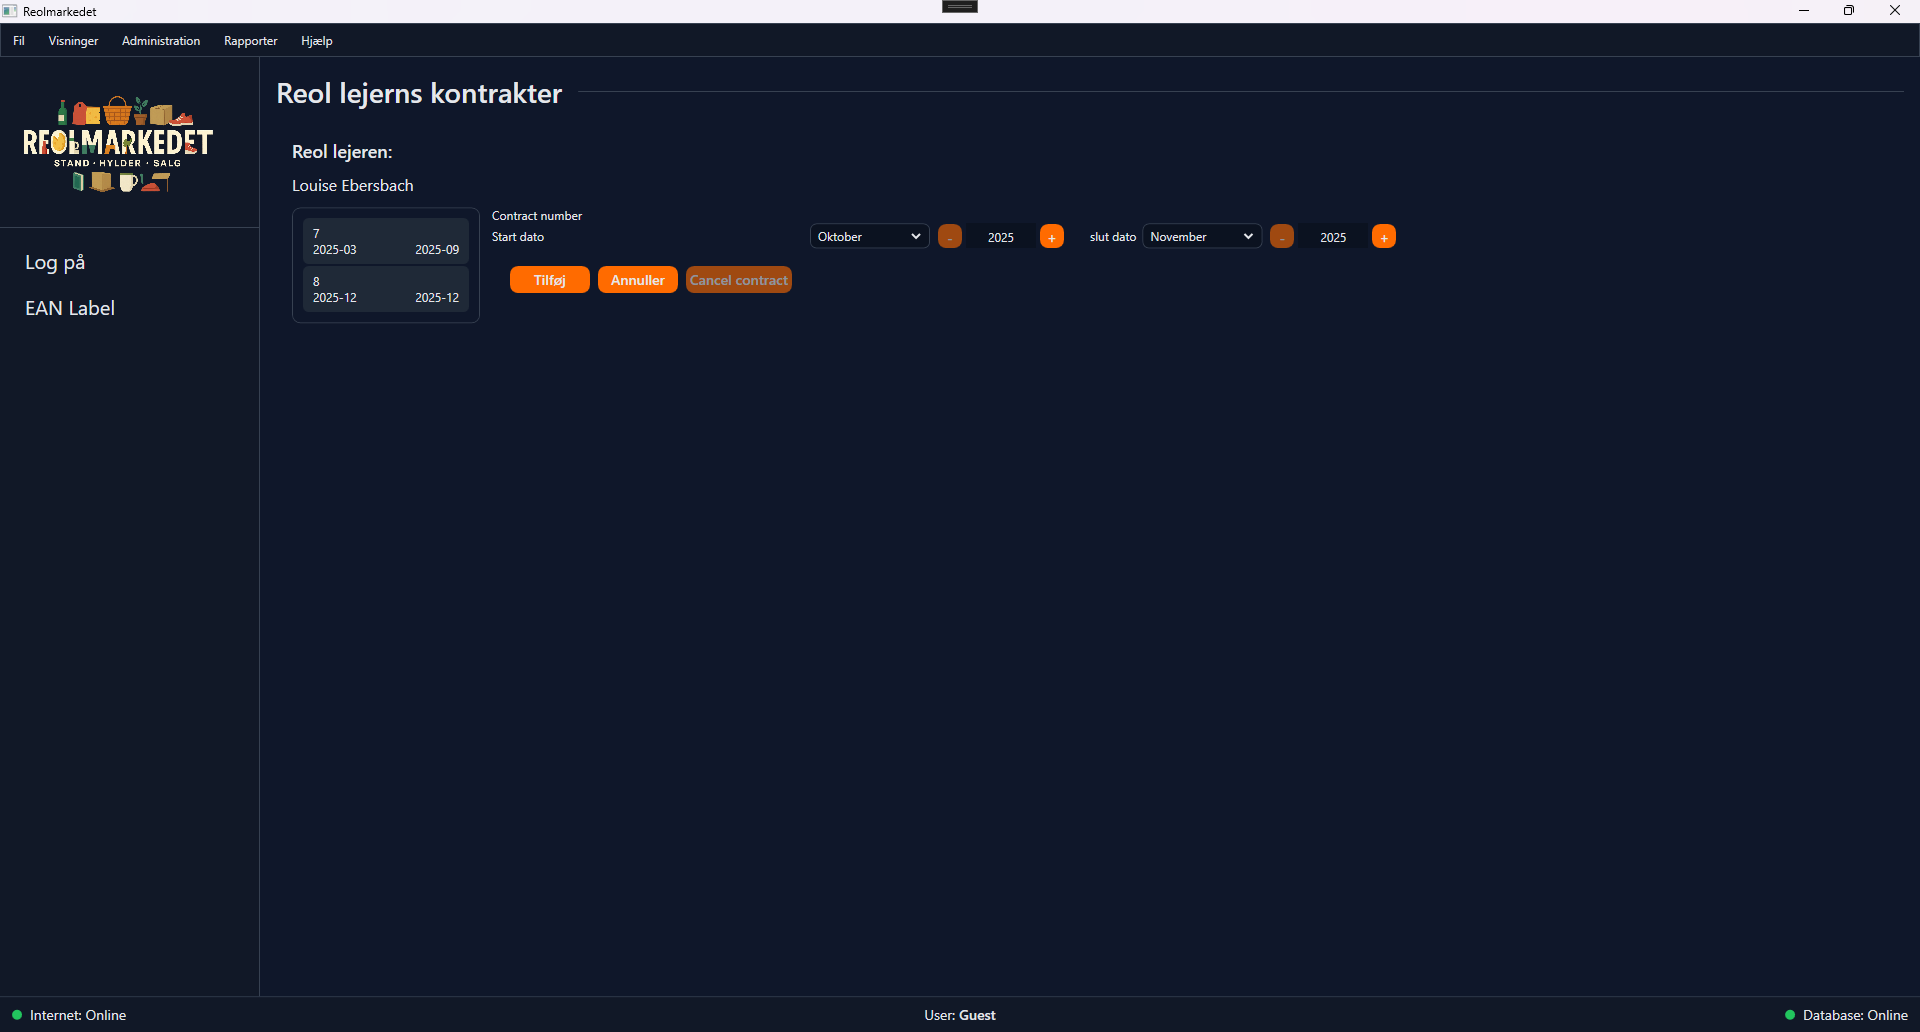 Reolmarkedet
Fil Visninger Administration Rapporter Hjælp
REOLMARKEDET
STAND · HYLDER · SALG
Log på
EAN Label
Reol lejerns kontrakter
Reol lejeren:
Louise Ebersbach
7
2025-03 2025-09
8
2025-12 2025-12
Contract number
Start dato Oktober - 2025 + slut dato November - 2025 +
Tilføj Annuller Cancel contract
Internet: Online User: Guest Database: Online